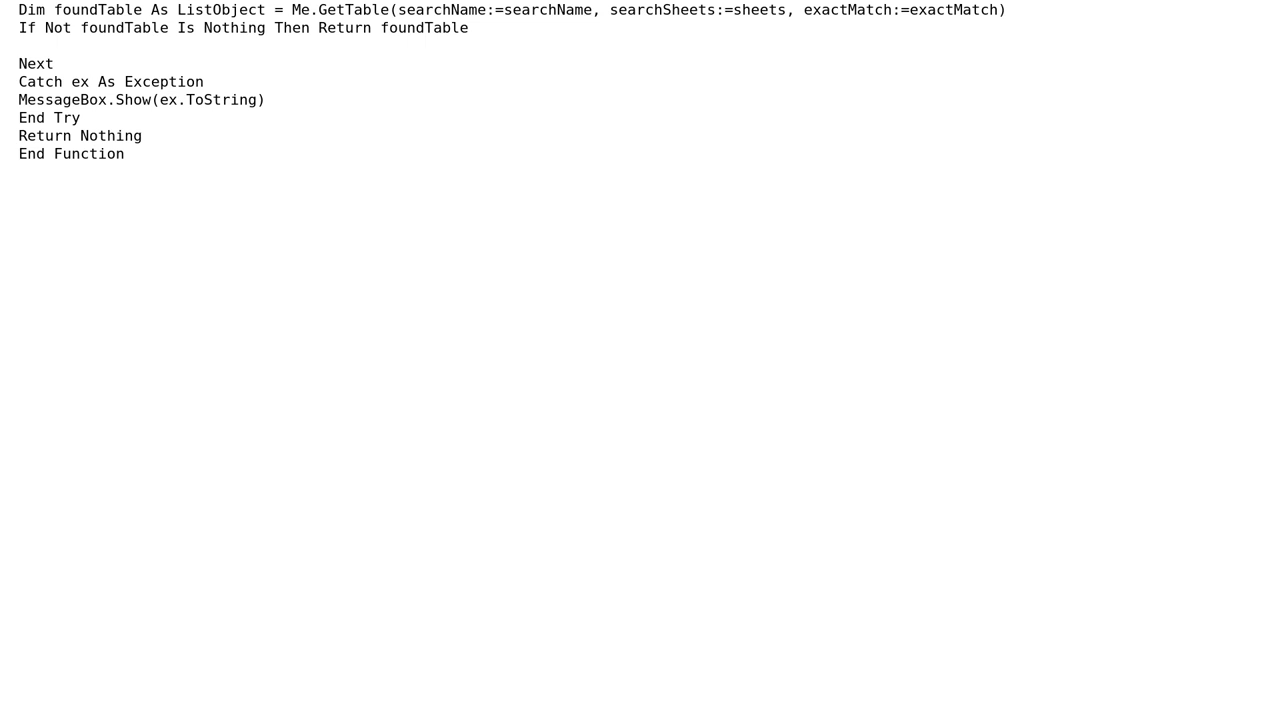 Dim foundTable As ListObject = Me.GetTable(searchName:=searchName, searchSheets:=sheets, exactMatch:=exactMatch)
If Not foundTable Is Nothing Then Return foundTable
Next
Catch ex As Exception
MessageBox.Show(ex.ToString)
End Try
Return Nothing
End Function